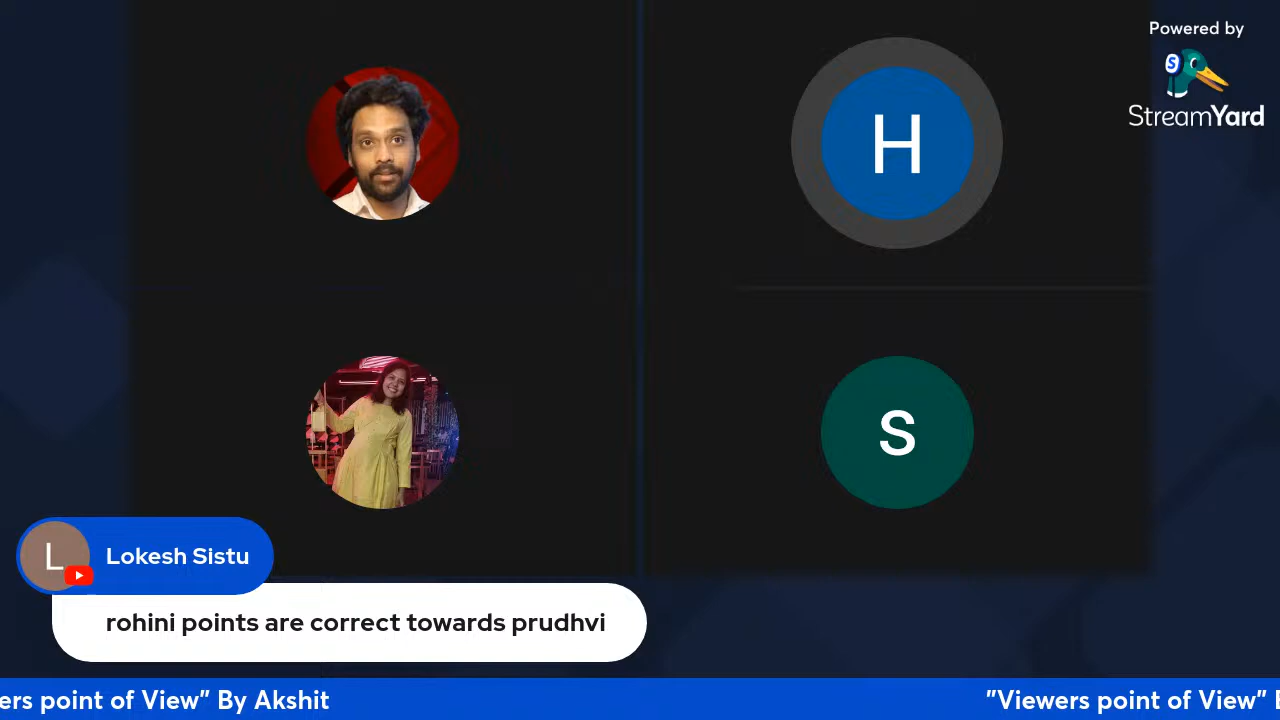 Powered by
S
StreamYard
H
S
L
Lokesh Sistu
rohini points are correct towards prudhvi
ers point of View" By Akshit
"Viewers point of View"